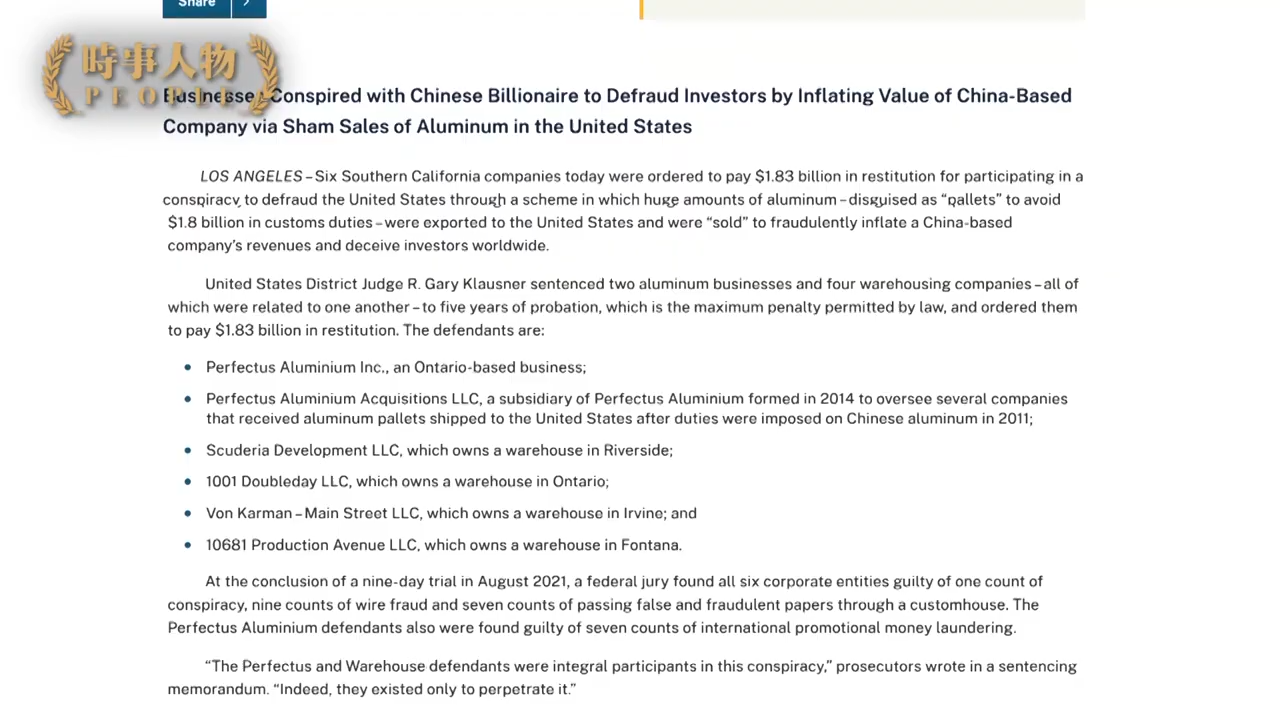 Share
時事人物
PEOPLE
Businesses Conspired with Chinese Billionaire to Defraud Investors by Inflating Value of China-Based
Company via Sham Sales of Aluminum in the United States
LOS ANGELES – Six Southern California companies today were ordered to pay $1.83 billion in restitution for participating in a
conspiracy to defraud the United States through a scheme in which huge amounts of aluminum – disguised as “pallets” to avoid
$1.8 billion in customs duties – were exported to the United States and were “sold” to fraudulently inflate a China-based
company’s revenues and deceive investors worldwide.
United States District Judge R. Gary Klausner sentenced two aluminum businesses and four warehousing companies – all of
which were related to one another – to five years of probation, which is the maximum penalty permitted by law, and ordered them
to pay $1.83 billion in restitution. The defendants are:
• Perfectus Aluminium Inc., an Ontario-based business;
• Perfectus Aluminium Acquisitions LLC, a subsidiary of Perfectus Aluminium formed in 2014 to oversee several companies
that received aluminum pallets shipped to the United States after duties were imposed on Chinese aluminum in 2011;
• Scuderia Development LLC, which owns a warehouse in Riverside;
• 1001 Doubleday LLC, which owns a warehouse in Ontario;
• Von Karman – Main Street LLC, which owns a warehouse in Irvine; and
• 10681 Production Avenue LLC, which owns a warehouse in Fontana.
At the conclusion of a nine-day trial in August 2021, a federal jury found all six corporate entities guilty of one count of
conspiracy, nine counts of wire fraud and seven counts of passing false and fraudulent papers through a customhouse. The
Perfectus Aluminium defendants also were found guilty of seven counts of international promotional money laundering.
“The Perfectus and Warehouse defendants were integral participants in this conspiracy,” prosecutors wrote in a sentencing
memorandum. “Indeed, they existed only to perpetrate it.”